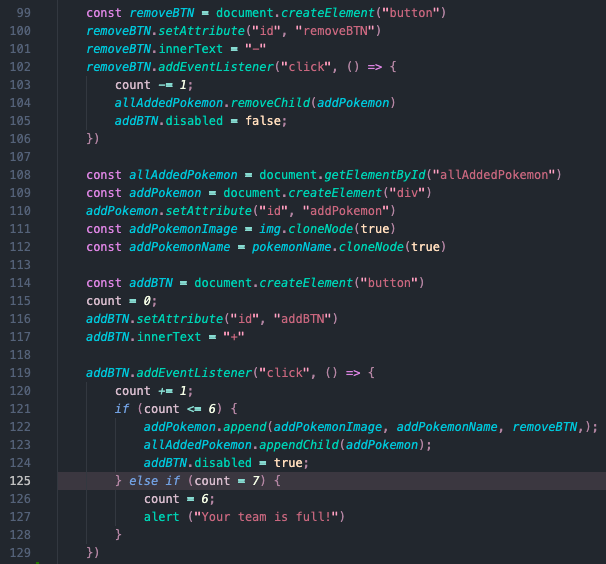 99 const removeBTN = document.createElement("button")
100 removeBTN.setAttribute("id", "removeBTN")
101 removeBTN.innerText = "-"
102 removeBTN.addEventListener("click", () => {
103 count -= 1;
104 allAddedPokemon.removeChild(addPokemon)
105 addBTN.disabled = false;
106 })
107
108 const allAddedPokemon = document.getElementById("allAddedPokemon")
109 const addPokemon = document.createElement("div")
110 addPokemon.setAttribute("id", "addPokemon")
111 const addPokemonImage = img.cloneNode(true)
112 const addPokemonName = pokemonName.cloneNode(true)
113
114 const addBTN = document.createElement("button")
115 count = 0;
116 addBTN.setAttribute("id", "addBTN")
117 addBTN.innerText = "+"
118
119 addBTN.addEventListener("click", () => {
120 count += 1;
121 if (count <= 6) {
122 addPokemon.append(addPokemonImage, addPokemonName, removeBTN,);
123 allAddedPokemon.appendChild(addPokemon);
124 addBTN.disabled = true;
125 } else if (count = 7) {
126 count = 6;
127 alert ("Your team is full!")
128 }
129 })